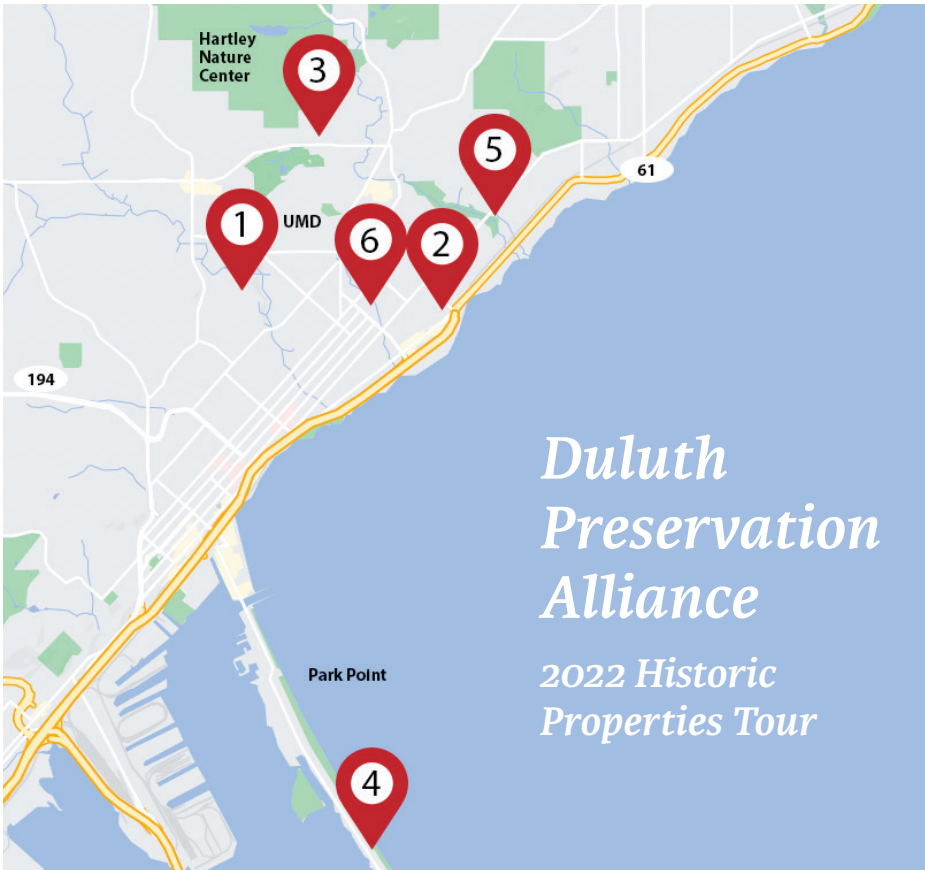 Hartley
Nature
Center
3
5
61
1
UMD
6
2
194
Duluth
Preservation
Alliance
2022 Historic
Properties Tour
Park Point
4